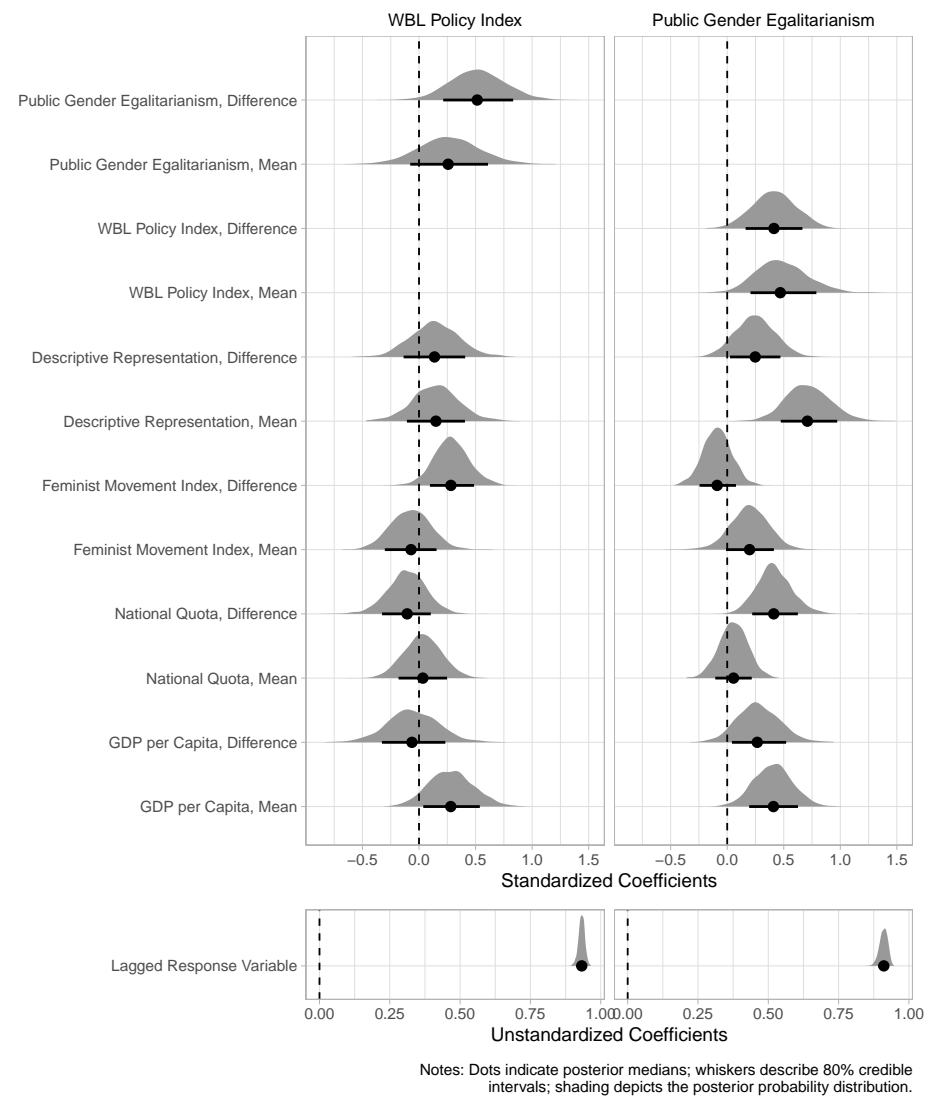 WBL Policy Index
Public Gender Egalitarianism
Public Gender Egalitarianism, Difference
Public Gender Egalitarianism, Mean
WBL Policy Index, Difference
WBL Policy Index, Mean
Descriptive Representation, Difference
Descriptive Representation, Mean
Feminist Movement Index, Difference
Feminist Movement Index, Mean
National Quota, Difference
National Quota, Mean
GDP per Capita, Difference
GDP per Capita, Mean
−0.5 0.0 0.5 1.0 1.5
−0.5 0.0 0.5 1.0 1.5
Standardized Coefficients
Lagged Response Variable
0.00 0.25 0.50 0.75 1.00
0.00 0.25 0.50 0.75 1.00
Unstandardized Coefficients
Notes: Dots indicate posterior medians; whiskers describe 80% credible
intervals; shading depicts the posterior probability distribution.